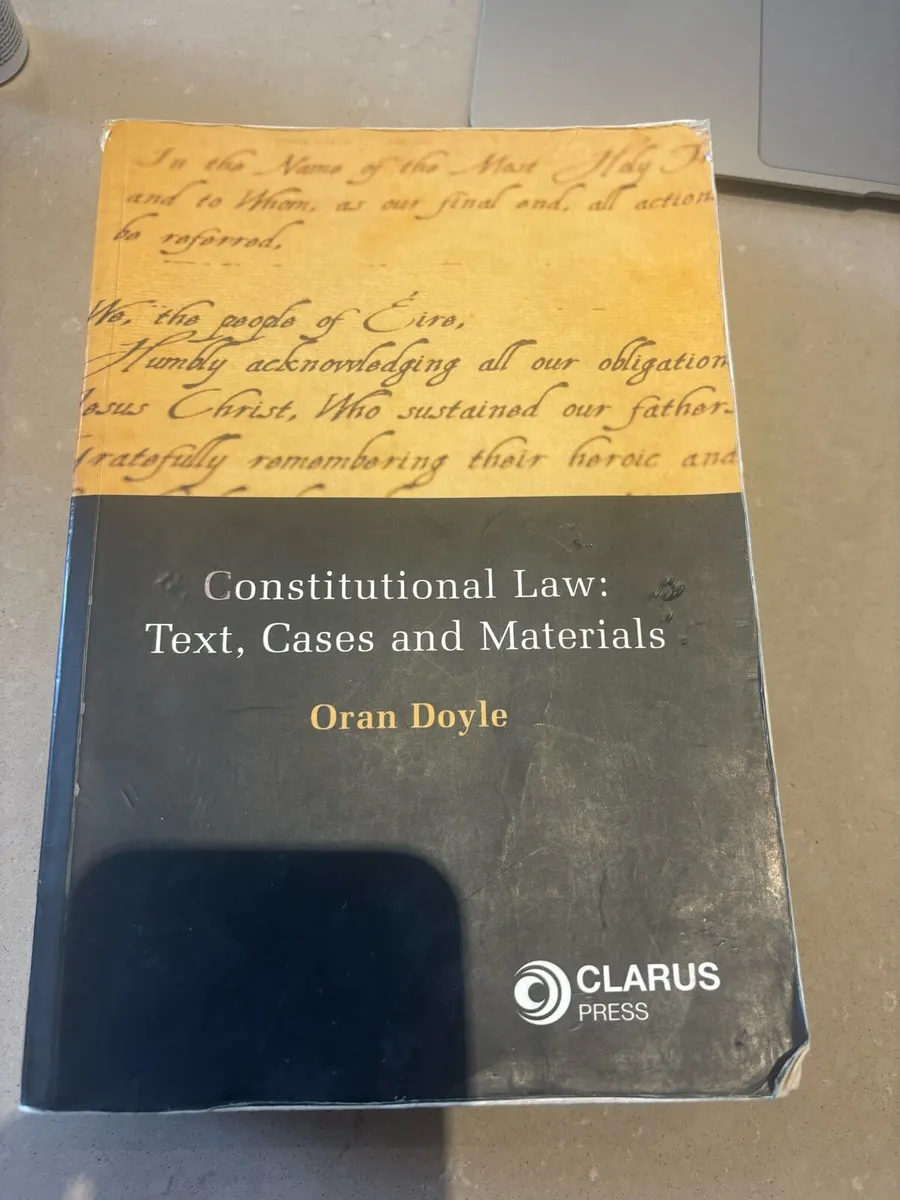 In the Name of the Most Holy
and to Whom, as our final end, all action
be referred,
We, the people of Éire,
Humbly acknowledging all our obligation
Jesus Christ, Who sustained our father-
Gratefully remembering their heroic and
Constitutional Law:
Text, Cases and Materials
Oran Doyle
CLARUS
PRESS